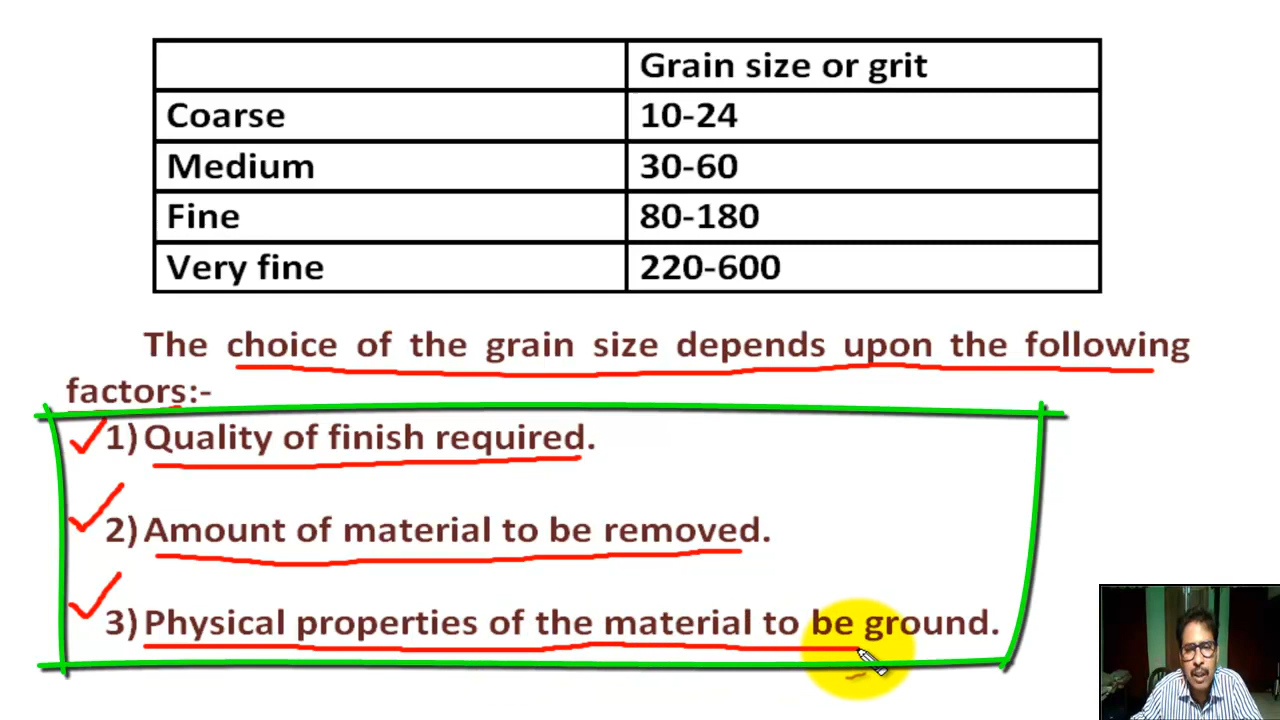 Grain size or grit
Coarse 10-24
Medium 30-60
Fine 80-180
Very fine 220-600
The choice of the grain size depends upon the following
factors:-
1) Quality of finish required.
2) Amount of material to be removed.
3) Physical properties of the material to be ground.